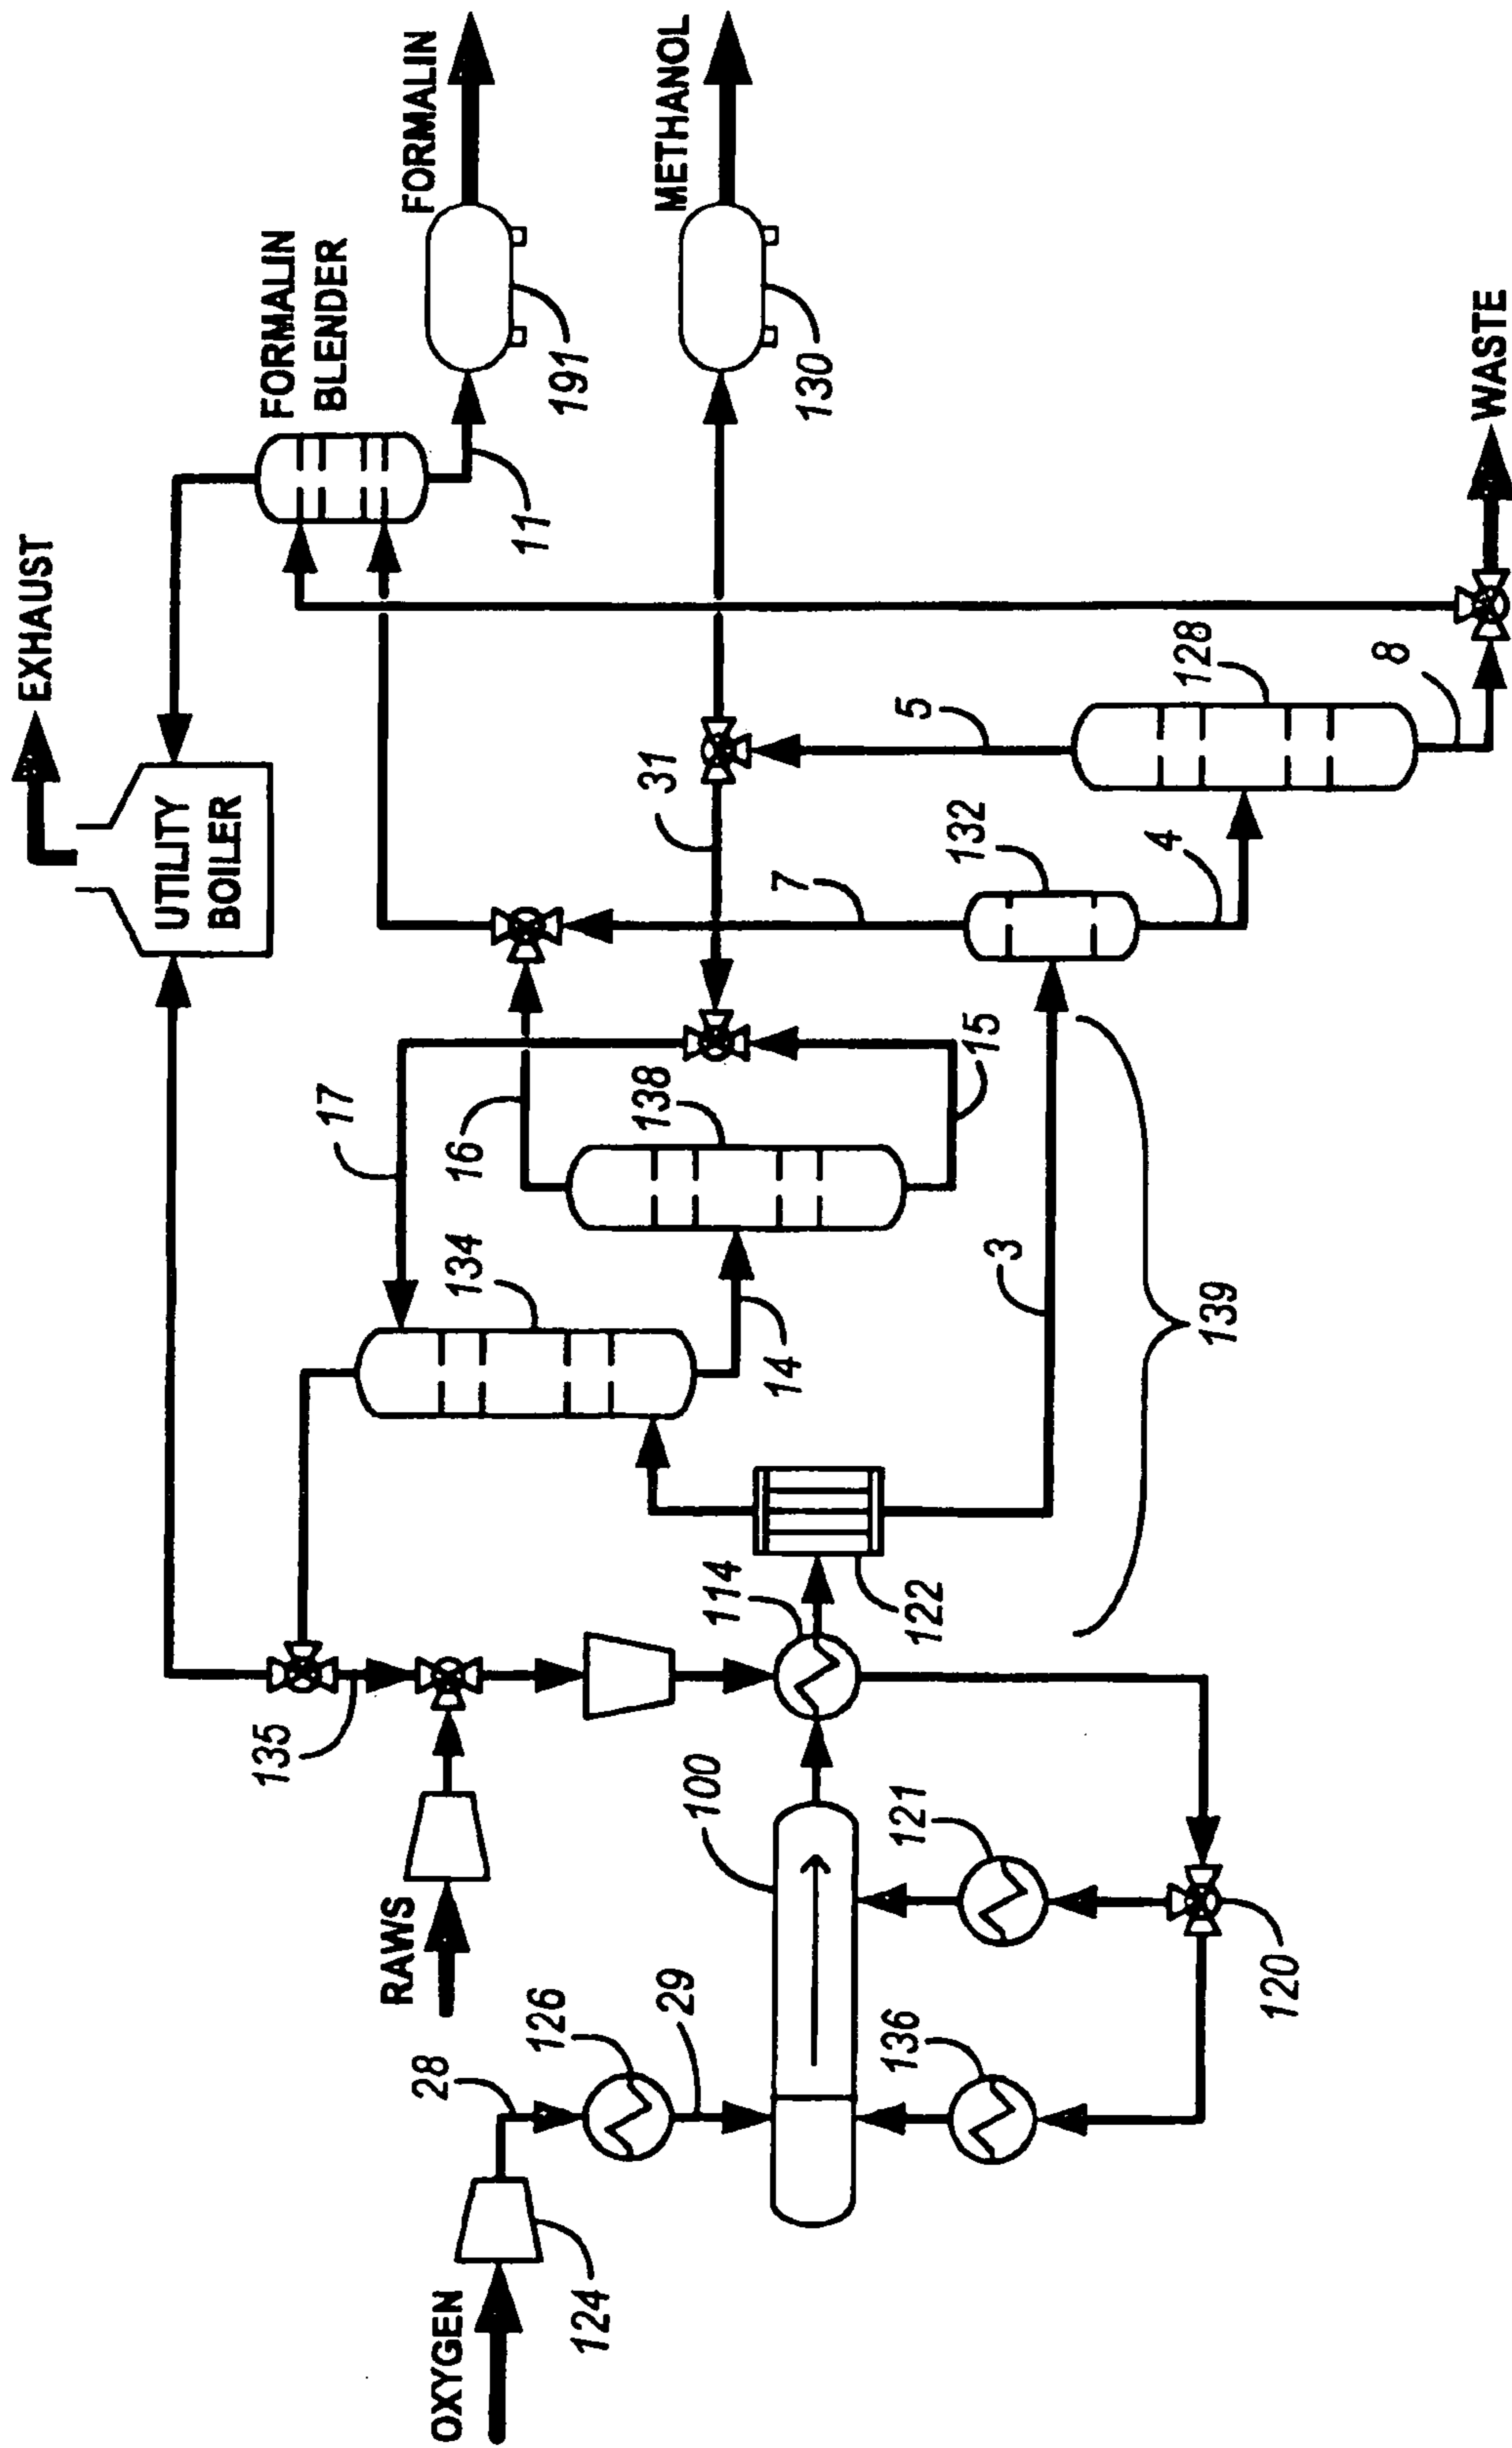 EXHAUST
UTILITY
BOILER
FORMALIN
BLENDER
FORMALIN
191
11
METHANOL
130
31
5
7
132
128
4
8
WASTE
17
16
134
138
15
14
3
139
135
RAWS
114
122
100
121
120
OXYGEN
124
28
126
29
136